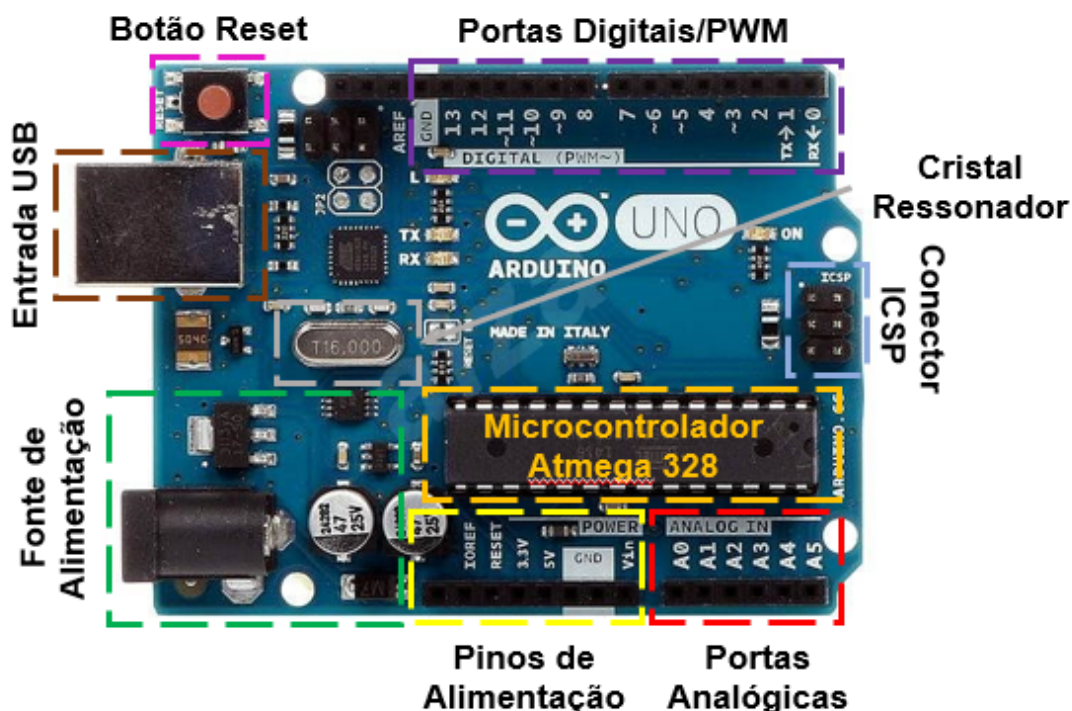 Botão Reset
Portas Digitais/PWM
RESET
AREF
GND
13
12
~11
~10
~9
8
7
~6
~5
4
~3
2
TX→1
RX←0
DIGITAL (PWM~)
Entrada USB
JP2
L
TX
RX
UNO
ARDUINO
ON
Cristal
Ressonador
ICSP
Conector
ICSP
T16.000
MADE IN ITALY
RESET
Microcontrolador
Atmega 328
Fonte de
Alimentação
47
25V
47
POWER
ANALOG IN
IOREF
RESET
3.3V
5V
GND
Vin
A0
A1
A2
A3
A4
A5
Pinos de
Alimentação
Portas
Analógicas